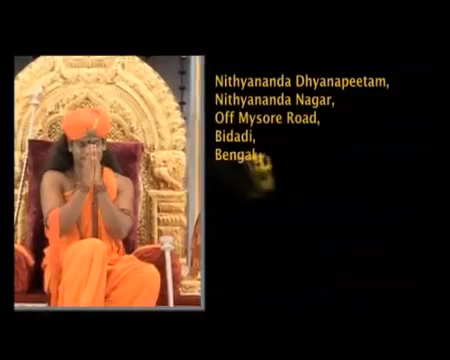 Nithyananda Dhyanapeetam,
Nithyananda Nagar,
Off Mysore Road,
Bidadi,